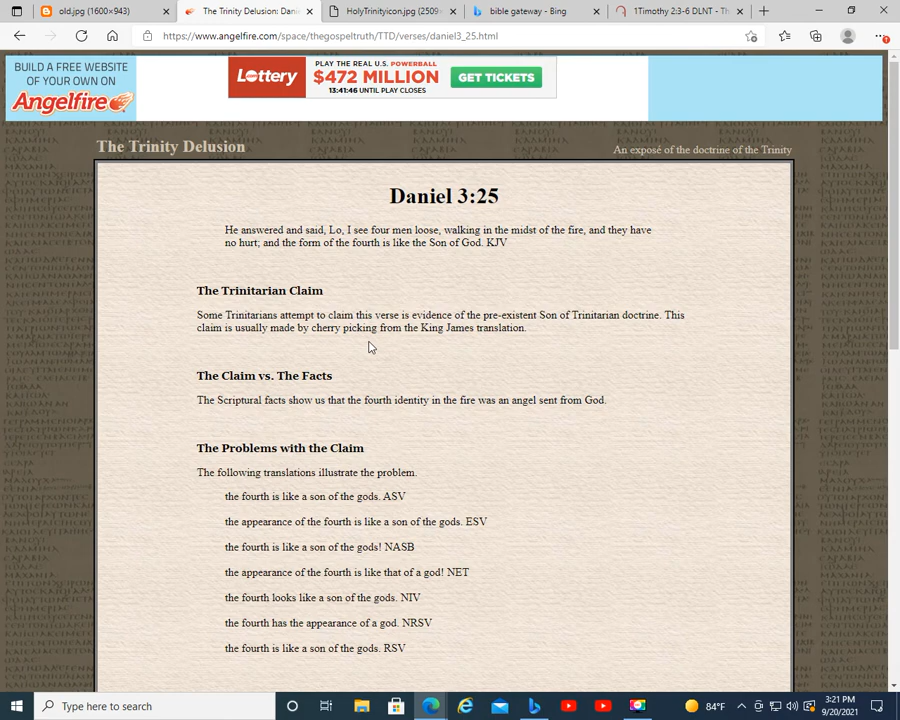 old.jpg (1600×943)
The Trinity Delusion: Dani
HolyTrinityicon.jpg (2509×
bible gateway - Bing
1Timothy 2:3-6 DLNT - Th
https://www.angelfire.com/space/thegospeltruth/TTD/verses/daniel3_25.html
BUILD A FREE WEBSITE
OF YOUR OWN ON
Angelfire
Lottery
PLAY THE REAL U.S. POWERBALL
$472 MILLION
13:41:46 UNTIL PLAY CLOSES
GET TICKETS
The Trinity Delusion
An exposé of the doctrine of the Trinity
Daniel 3:25
He answered and said, Lo, I see four men loose, walking in the midst of the fire, and they have
no hurt; and the form of the fourth is like the Son of God. KJV
The Trinitarian Claim
Some Trinitarians attempt to claim this verse is evidence of the pre-existent Son of Trinitarian doctrine. This
claim is usually made by cherry picking from the King James translation.
The Claim vs. The Facts
The Scriptural facts show us that the fourth identity in the fire was an angel sent from God.
The Problems with the Claim
The following translations illustrate the problem.
the fourth is like a son of the gods. ASV
the appearance of the fourth is like a son of the gods. ESV
the fourth is like a son of the gods! NASB
the appearance of the fourth is like that of a god! NET
the fourth looks like a son of the gods. NIV
the fourth has the appearance of a god. NRSV
the fourth is like a son of the gods. RSV
Type here to search
84°F
3:21 PM
9/20/2021